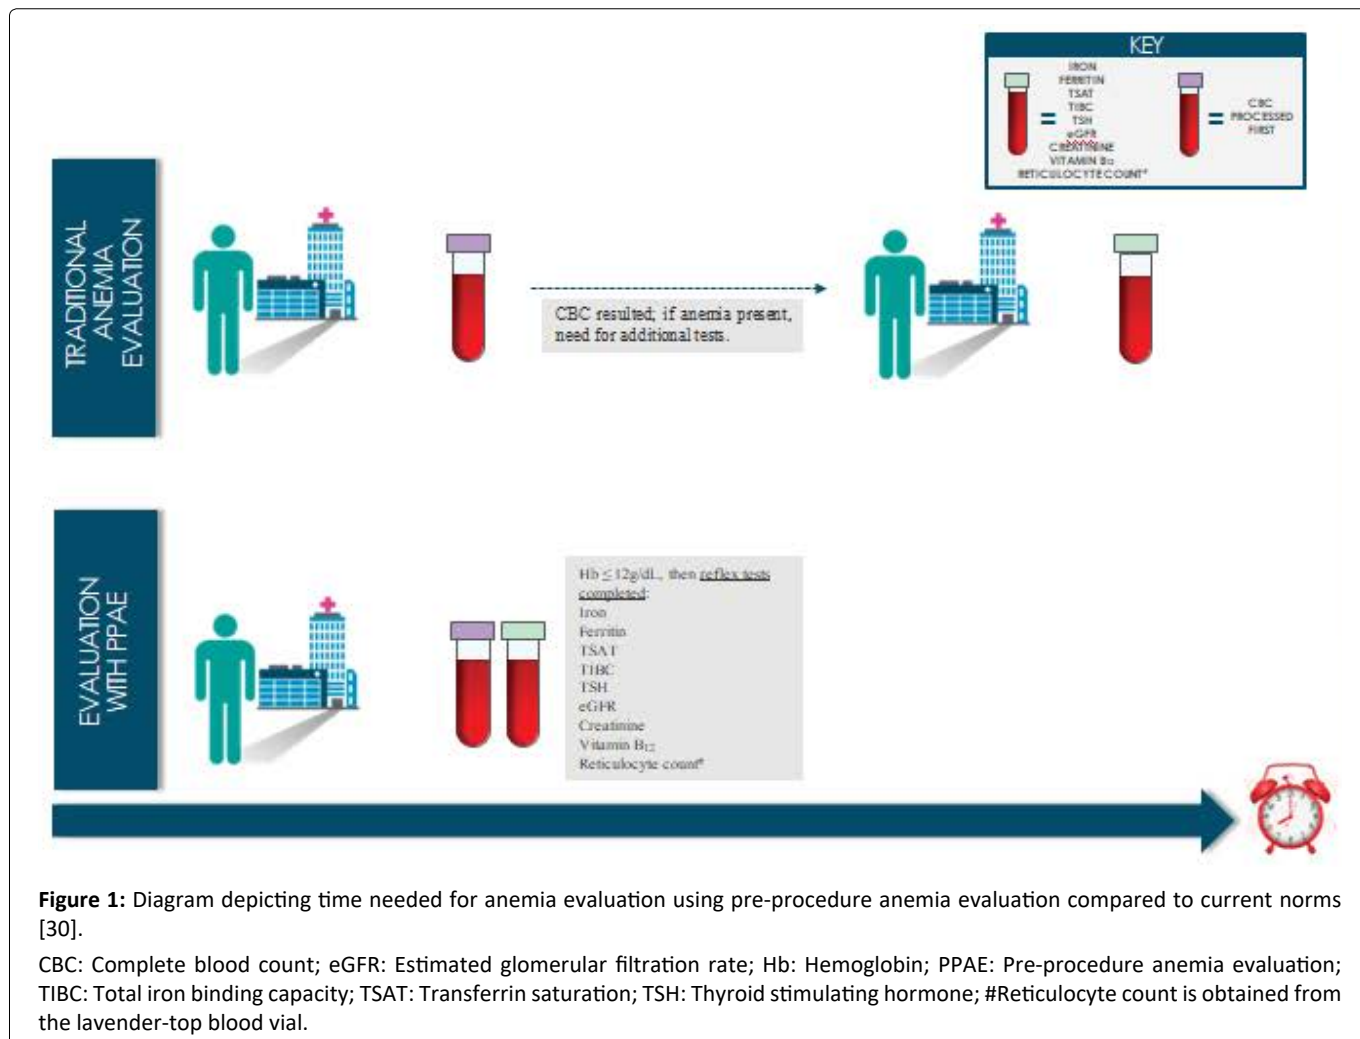 KEY
IRON
FERRITIN
TSAT
TIBC
TSH
eGFR
CREATININE
VITAMIN B₁₂
RETICULOCYTE COUNT#
=
=
CBC
PROCESSED
FIRST
TRADITIONAL
ANEMIA
EVALUATION
CBC resulted; if anemia present,
need for additional tests.
EVALUATION
WITH PPAE
Hb ≤ 12g/dL, then reflex tests
completed:
Iron
Ferritin
TSAT
TIBC
TSH
eGFR
Creatinine
Vitamin B₁₂
Reticulocyte count#
Figure 1: Diagram depicting time needed for anemia evaluation using pre-procedure anemia evaluation compared to current norms
[30].
CBC: Complete blood count; eGFR: Estimated glomerular filtration rate; Hb: Hemoglobin; PPAE: Pre-procedure anemia evaluation;
TIBC: Total iron binding capacity; TSAT: Transferrin saturation; TSH: Thyroid stimulating hormone; #Reticulocyte count is obtained from
the lavender-top blood vial.